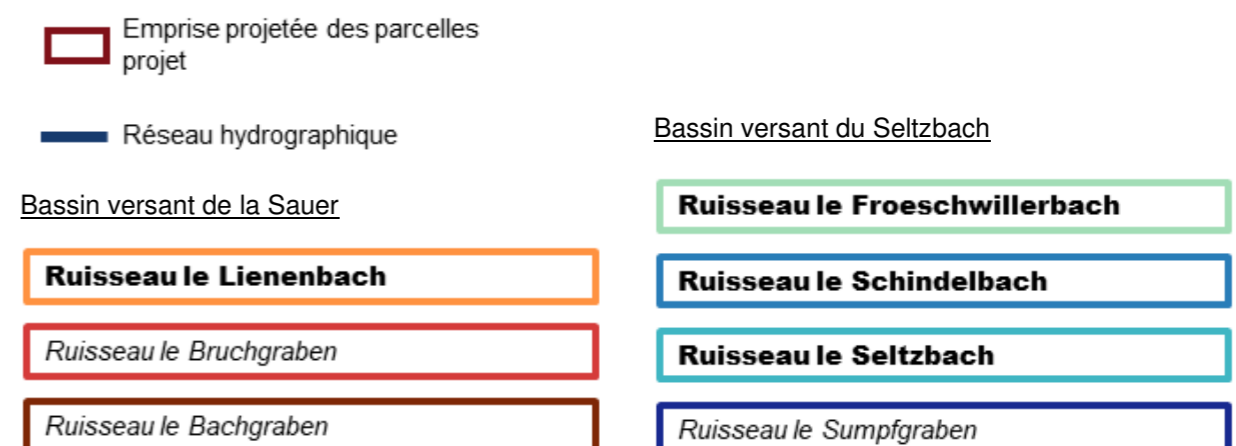 Emprise projetée des parcelles
projet
Réseau hydrographique
Bassin versant de la Sauer
Ruisseau le Lienenbach
Ruisseau le Bruchgraben
Ruisseau le Bachgraben
Bassin versant du Seltzbach
Ruisseau le Froeschwillerbach
Ruisseau le Schindelbach
Ruisseau le Seltzbach
Ruisseau le Sumpfgraben